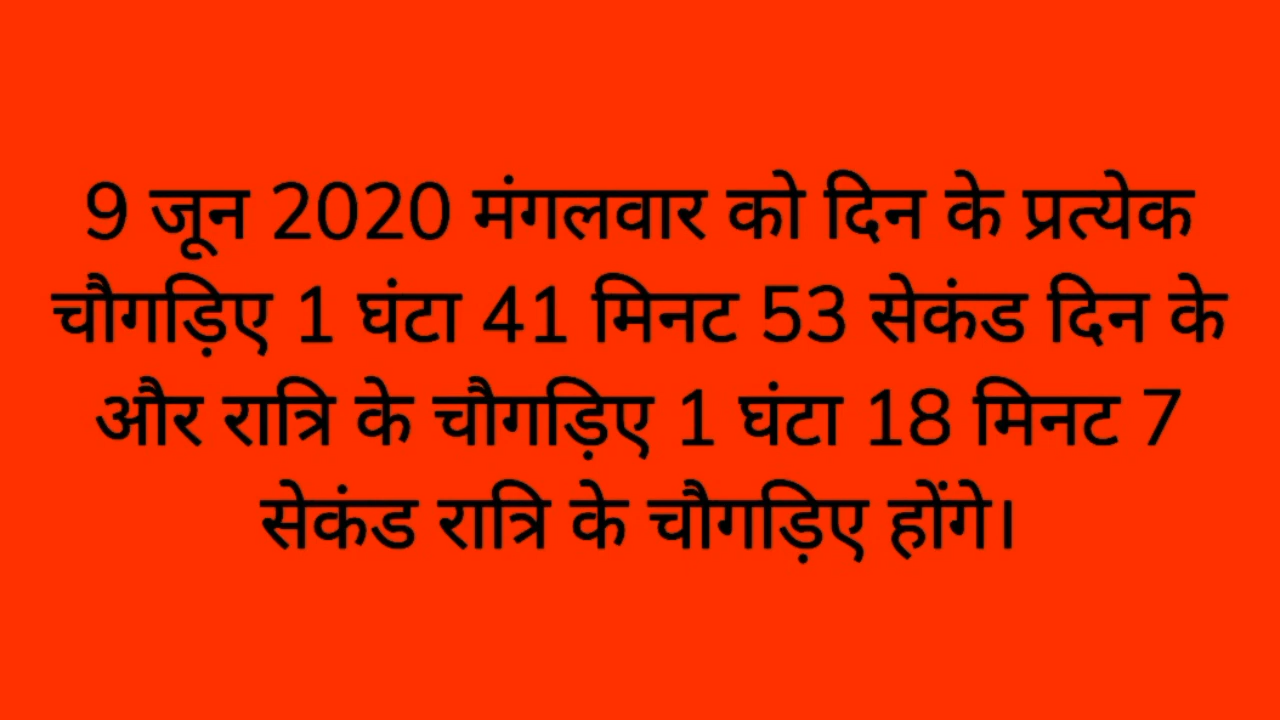 9 जून 2020 मंगलवार को दिन के प्रत्येक
चौगड़िए 1 घंटा 41 मिनट 53 सेकंड दिन के
और रात्रि के चौगड़िए 1 घंटा 18 मिनट 7
सेकंड रात्रि के चौगड़िए होंगे।